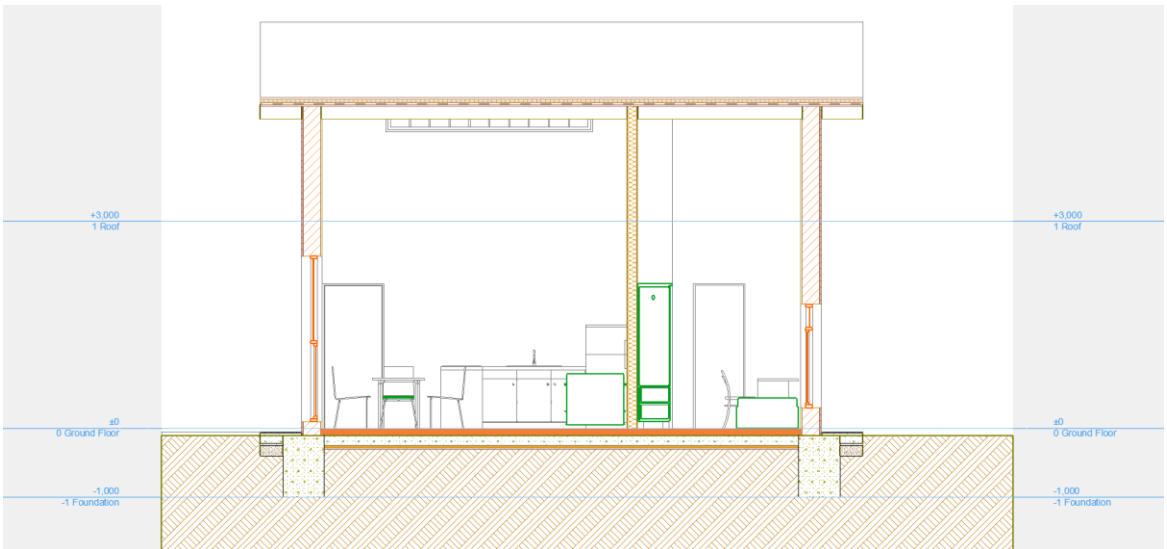 +3,000
1 Roof
+3,000
1 Roof
±0
0 Ground Floor
±0
0 Ground Floor
-1,000
-1 Foundation
-1,000
-1 Foundation